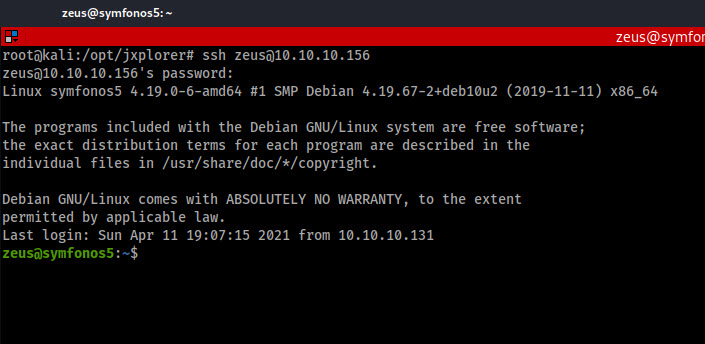 zeus@symfonos5: ~
zeus@symfo
root@kali:/opt/jxplorer# ssh zeus@10.10.10.156
zeus@10.10.10.156's password:
Linux symfonos5 4.19.0-6-amd64 #1 SMP Debian 4.19.67-2+deb10u2 (2019-11-11) x86_64

The programs included with the Debian GNU/Linux system are free software;
the exact distribution terms for each program are described in the
individual files in /usr/share/doc/*/copyright.

Debian GNU/Linux comes with ABSOLUTELY NO WARRANTY, to the extent
permitted by applicable law.
Last login: Sun Apr 11 19:07:15 2021 from 10.10.10.131
zeus@symfonos5:~$